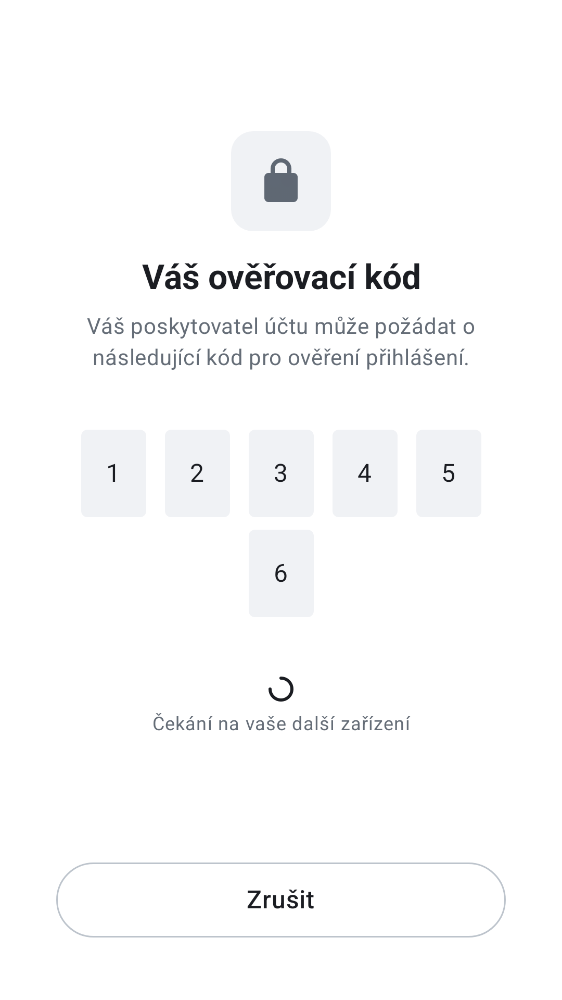 Váš ověřovací kód
Váš poskytovatel účtu může požádat o
následující kód pro ověření přihlášení.
1 2 3 4 5
6
Čekání na vaše další zařízení
Zrušit